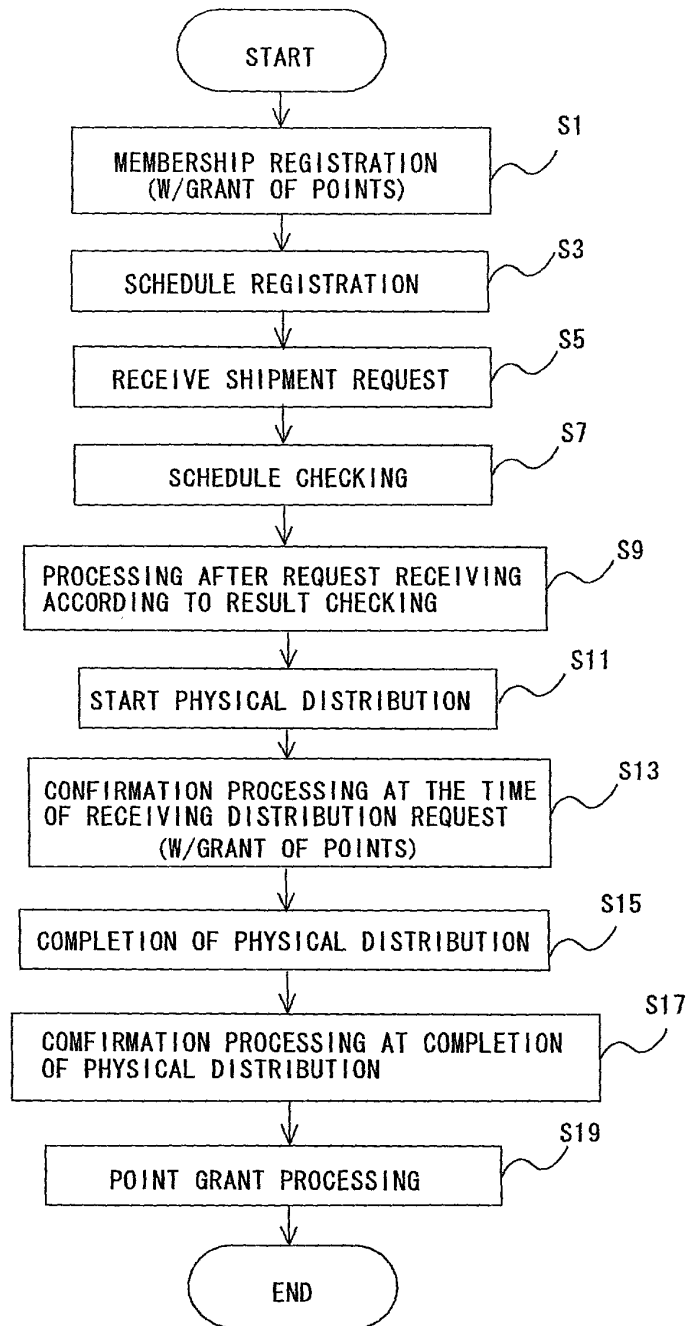 START
S1
MEMBERSHIP REGISTRATION
(W/GRANT OF POINTS)
S3
SCHEDULE REGISTRATION
S5
RECEIVE SHIPMENT REQUEST
S7
SCHEDULE CHECKING
S9
PROCESSING AFTER REQUEST RECEIVING
ACCORDING TO RESULT CHECKING
S11
START PHYSICAL DISTRIBUTION
S13
CONFIRMATION PROCESSING AT THE TIME
OF RECEIVING DISTRIBUTION REQUEST
(W/GRANT OF POINTS)
S15
COMPLETION OF PHYSICAL DISTRIBUTION
S17
COMFIRMATION PROCESSING AT COMPLETION
OF PHYSICAL DISTRIBUTION
S19
POINT GRANT PROCESSING
END